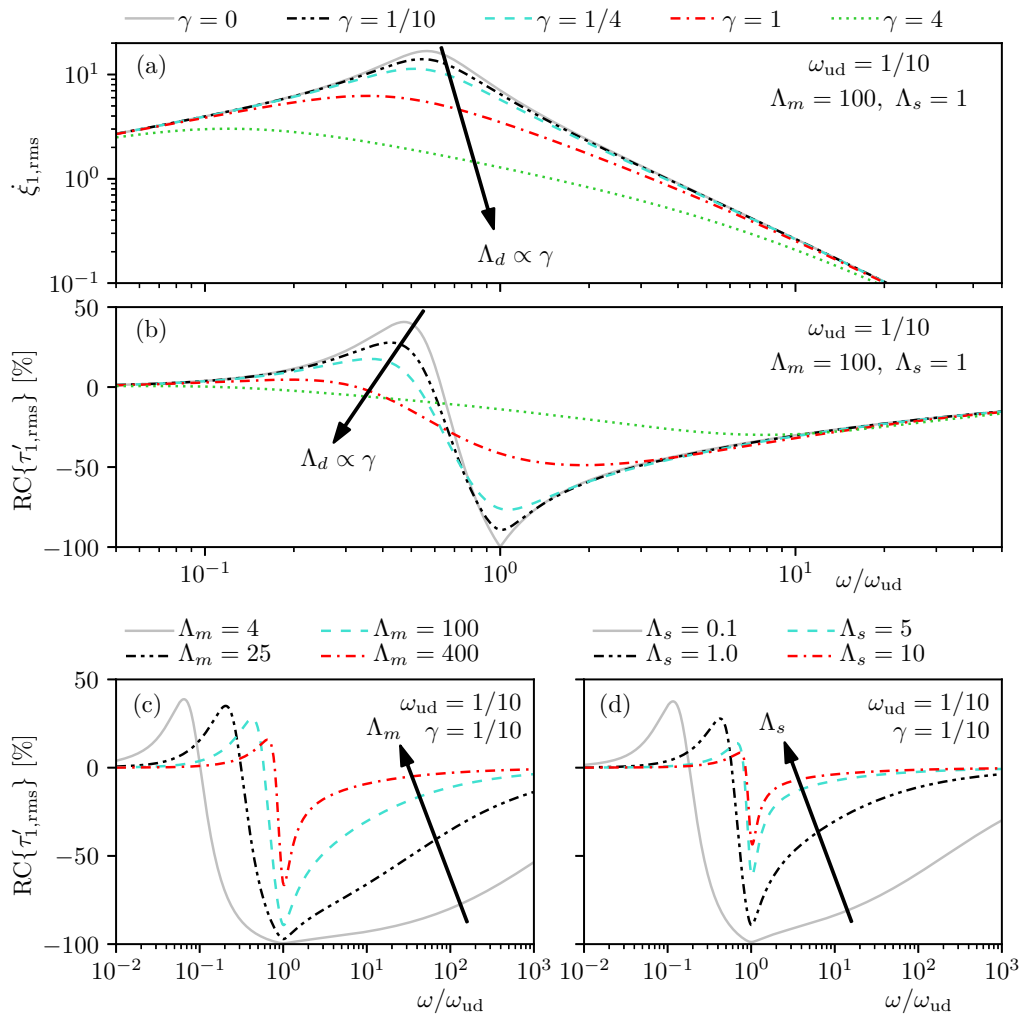 γ = 0 γ = 1/10 γ = 1/4 γ = 1 γ = 4
(a)
ω_ud = 1/10
Λ_m = 100, Λ_s = 1
10^1
10^0
10^−1
ξ̇_1,rms
Λ_d ∝ γ
(b)
ω_ud = 1/10
Λ_m = 100, Λ_s = 1
50
0
−50
−100
RC{τ′_1,rms} [%]
Λ_d ∝ γ
10^−1 10^0 10^1
ω/ω_ud
Λ_m = 4 Λ_m = 100
Λ_m = 25 Λ_m = 400
Λ_s = 0.1 Λ_s = 5
Λ_s = 1.0 Λ_s = 10
(c)
ω_ud = 1/10
γ = 1/10
Λ_m
50
0
−50
−100
RC{τ′_1,rms} [%]
10^−2 10^−1 10^0 10^1 10^2 10^3
ω/ω_ud
(d)
ω_ud = 1/10
γ = 1/10
Λ_s
10^−2 10^−1 10^0 10^1 10^2 10^3
ω/ω_ud